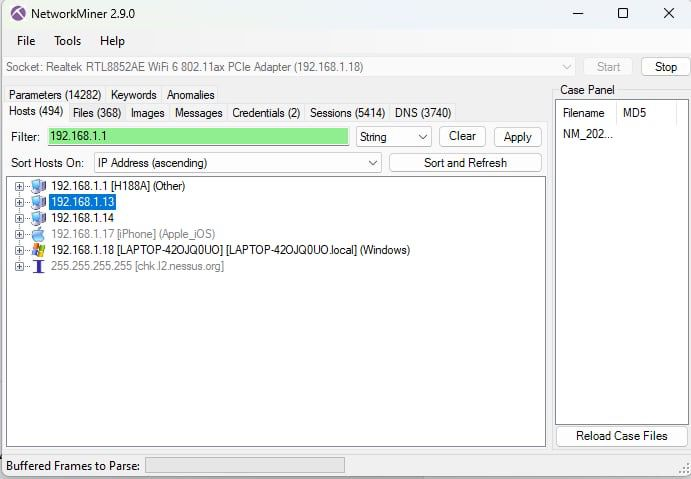 NetworkMiner 2.9.0
File Tools Help
Socket: Realtek RTL8852AE WiFi 6 802.11ax PCIe Adapter (192.168.1.18) Start Stop
Parameters (14282) Keywords Anomalies
Hosts (494) Files (368) Images Messages Credentials (2) Sessions (5414) DNS (3740)
Filter: 192.168.1.1 String Clear Apply
Sort Hosts On: IP Address (ascending) Sort and Refresh
192.168.1.1 [H188A] (Other)
192.168.1.13
192.168.1.14
192.168.1.17 [iPhone] (Apple_iOS)
192.168.1.18 [LAPTOP-42OJQ0UO] [LAPTOP-42OJQ0UO.local] (Windows)
255.255.255.255 [chk.l2.nessus.org]
Case Panel
Filename MD5
NM_202...
Reload Case Files
Buffered Frames to Parse: